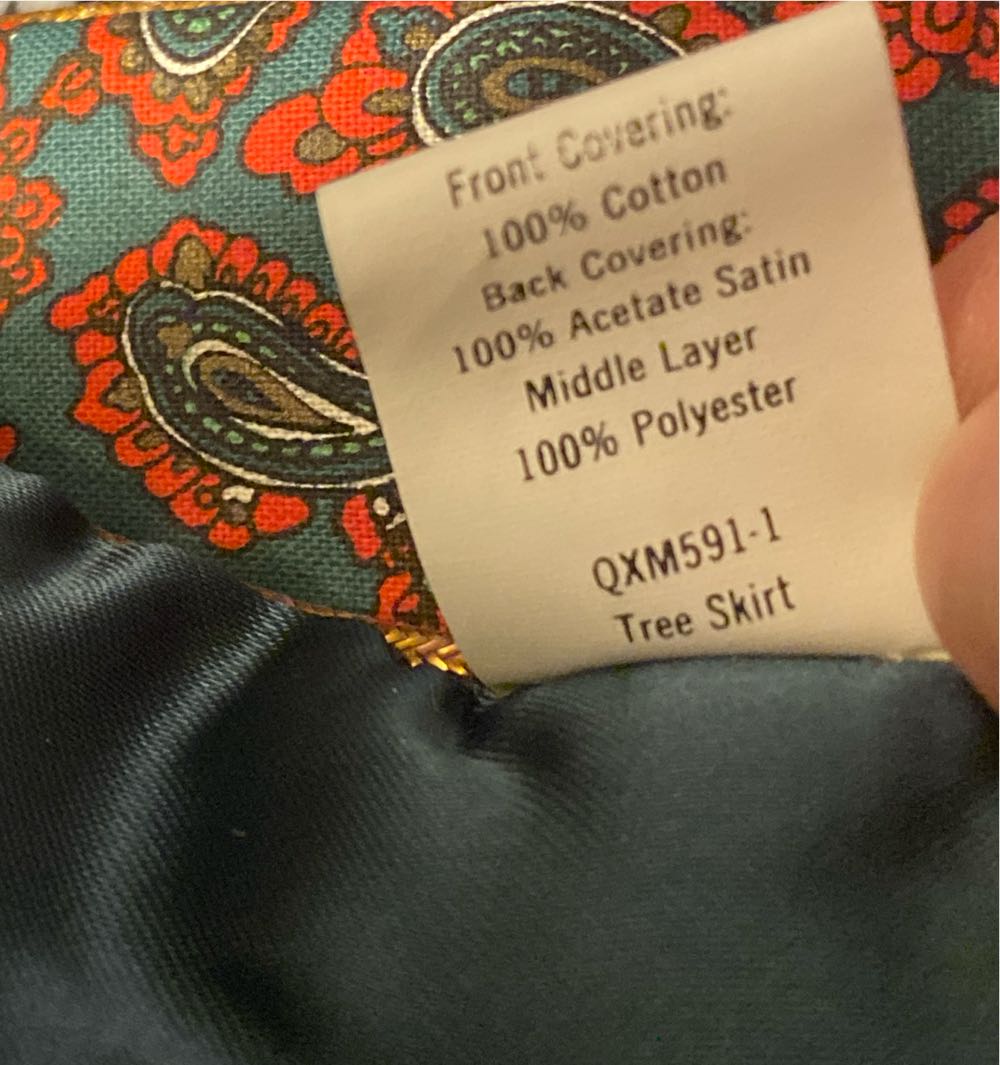 Front Covering:
100% Cotton
Back Covering:
100% Acetate Satin
Middle Layer
100% Polyester
QXM591-1
Tree Skirt